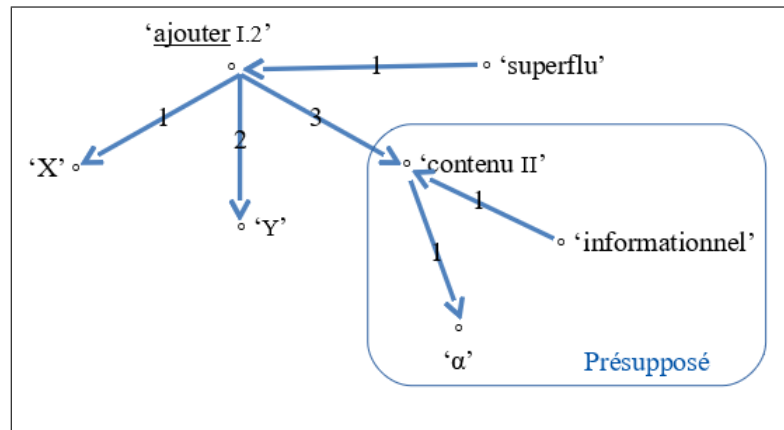 ‘ajouter I.2’
1
‘superflu’
1
2
3
‘X’
‘contenu II’
1
‘Y’
‘informationnel’
1
‘α’
Présupposé